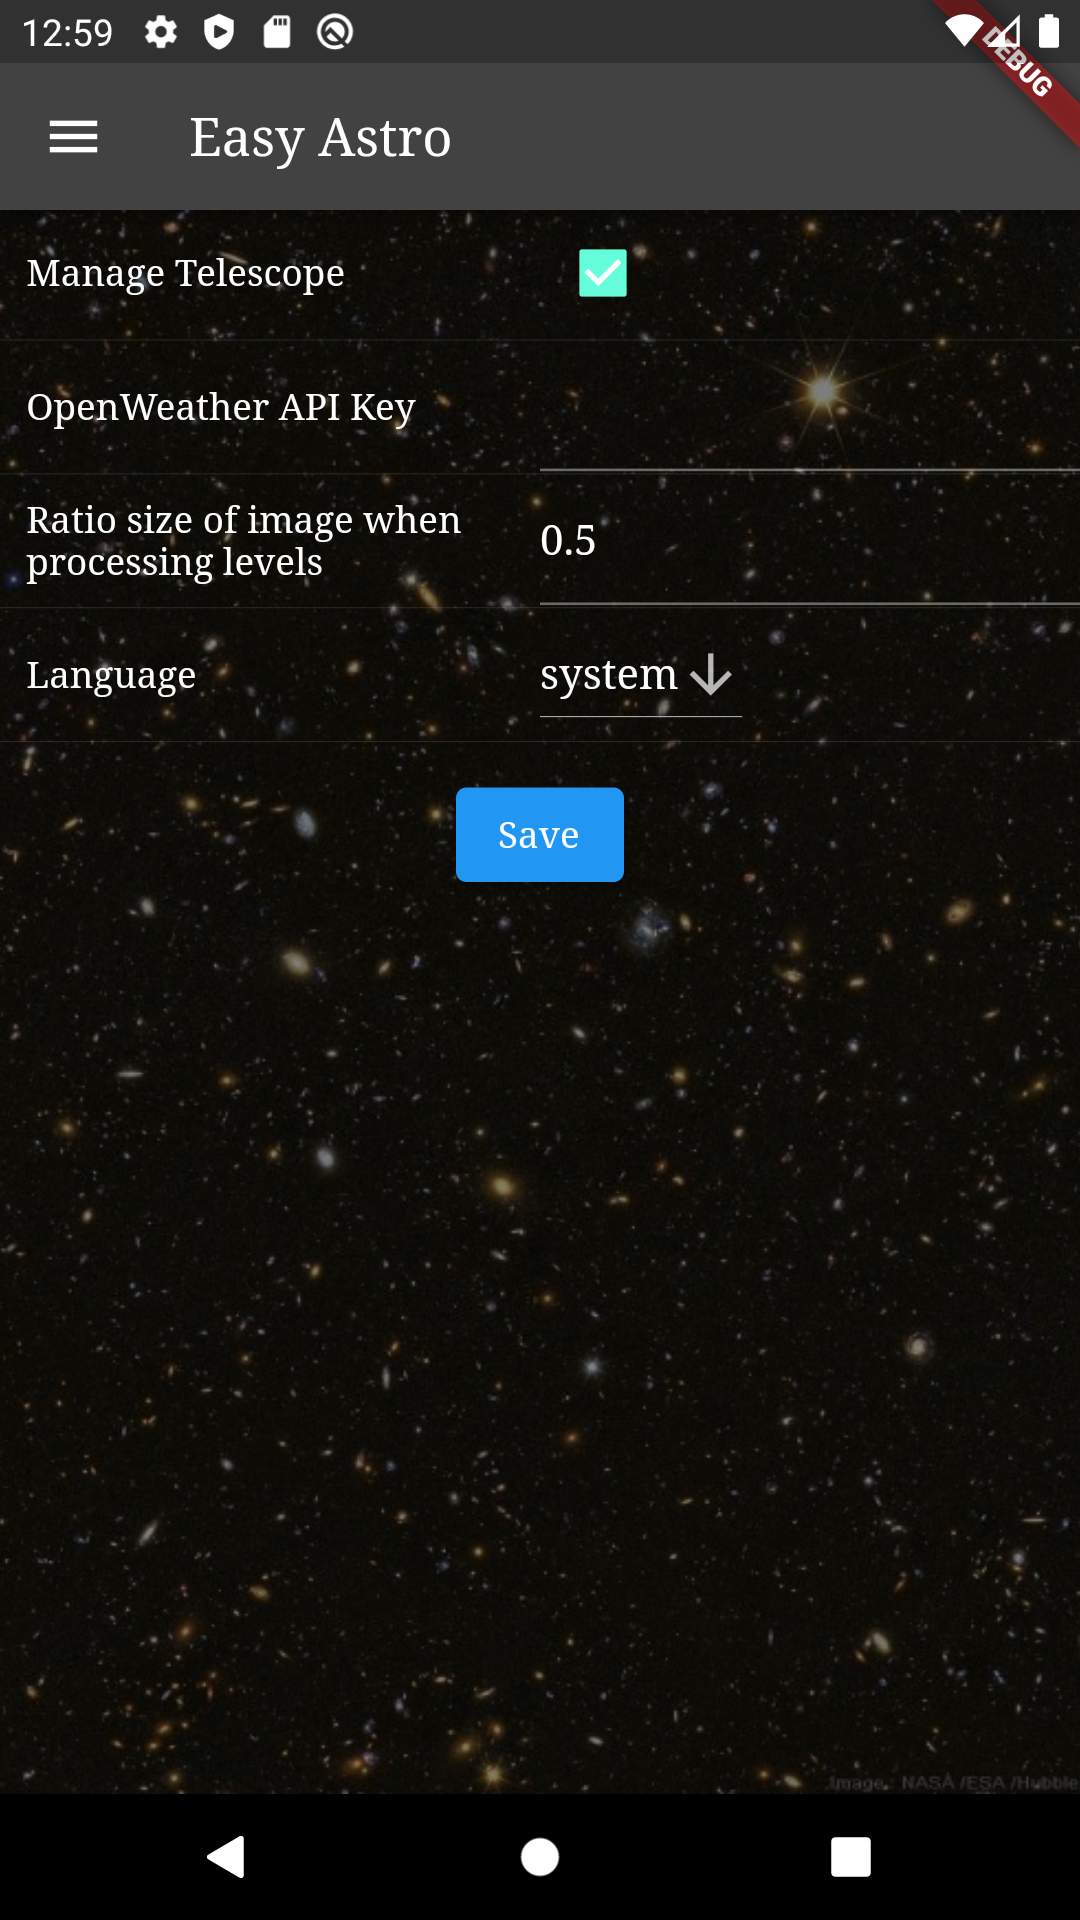 12:59
DEBUG
Easy Astro
Manage Telescope
OpenWeather API Key
Ratio size of image when
processing levels
0.5
Language
system
Save
Image : NASA /ESA /Hubble